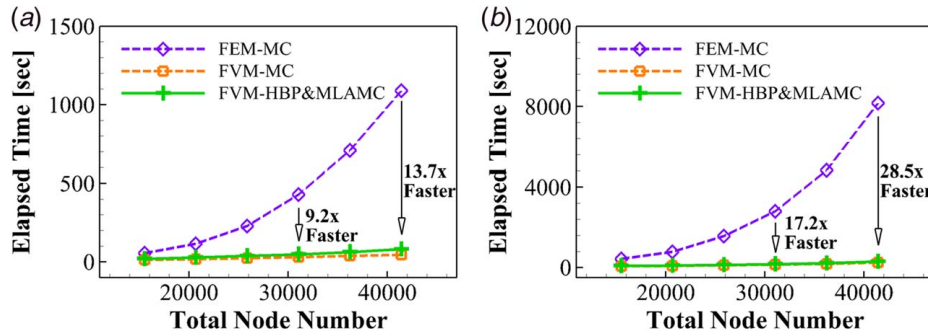 (a)
1500
1000
500
0
Elapsed Time [sec]
FEM-MC
FVM-MC
FVM-HBP&MLAMC
9.2x
Faster
13.7x
Faster
20000 30000 40000
Total Node Number
(b)
12000
8000
4000
0
Elapsed Time [sec]
FEM-MC
FVM-MC
FVM-HBP&MLAMC
17.2x
Faster
28.5x
Faster
20000 30000 40000
Total Node Number